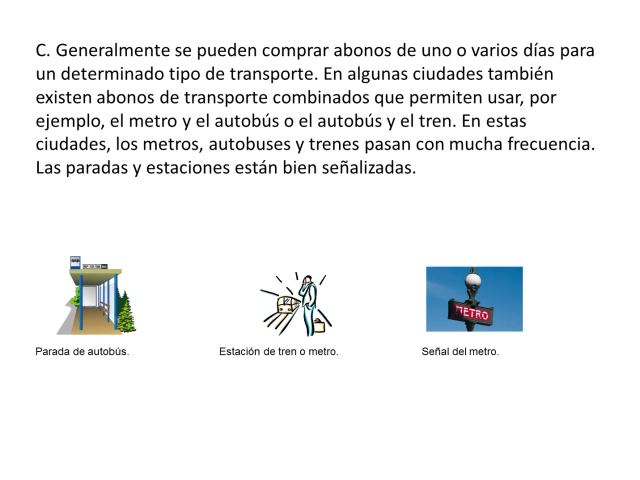 C. Generalmente se pueden comprar abonos de uno o varios días para
un determinado tipo de transporte. En algunas ciudades también
existen abonos de transporte combinados que permiten usar, por
ejemplo, el metro y el autobús o el autobús y el tren. En estas
ciudades, los metros, autobuses y trenes pasan con mucha frecuencia.
Las paradas y estaciones están bien señalizadas.
METRO
Parada de autobús.
Estación de tren o metro.
Señal del metro.